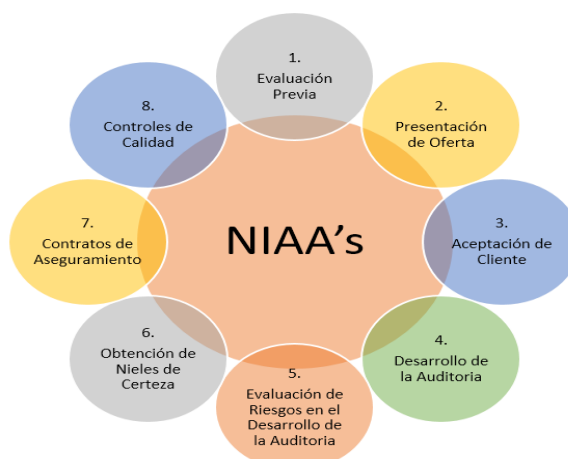 1.
Evaluación
Previa
2.
Presentación
de Oferta
3.
Aceptación de
Cliente
4.
Desarrollo de
la Auditoria
5.
Evaluación de
Riesgos en el
Desarrollo de
la Auditoria
6.
Obtención de
Nieles de
Certeza
7.
Contratos de
Aseguramiento
8.
Controles de
Calidad
NIAA’s